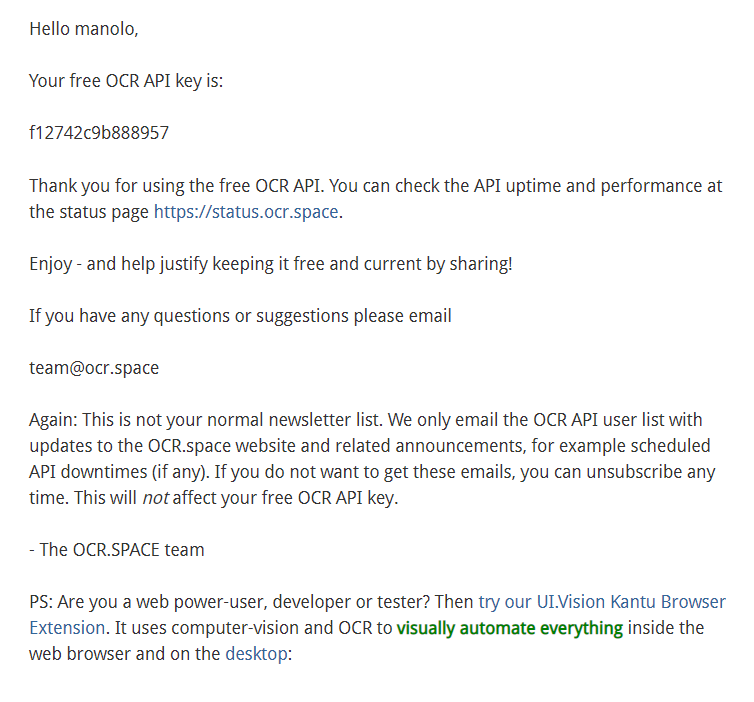 Hello manolo,
Your free OCR API key is:
f12742c9b888957
Thank you for using the free OCR API. You can check the API uptime and performance at
the status page https://status.ocr.space.
Enjoy - and help justify keeping it free and current by sharing!
If you have any questions or suggestions please email
team@ocr.space
Again: This is not your normal newsletter list. We only email the OCR API user list with
updates to the OCR.space website and related announcements, for example scheduled
API downtimes (if any). If you do not want to get these emails, you can unsubscribe any
time. This will not affect your free OCR API key.
- The OCR.SPACE team
PS: Are you a web power-user, developer or tester? Then try our UI.Vision Kantu Browser
Extension. It uses computer-vision and OCR to visually automate everything inside the
web browser and on the desktop: